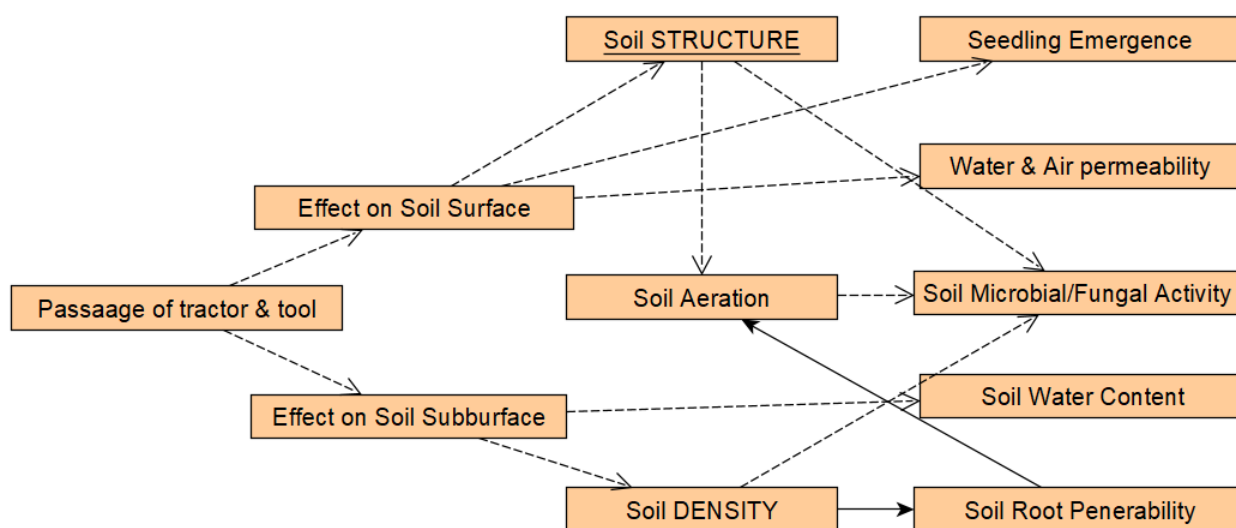 Soil STRUCTURE
Seedling Emergence
Water & Air permeability
Effect on Soil Surface
Soil Aeration
Soil Microbial/Fungal Activity
Passaage of tractor & tool
Soil Water Content
Effect on Soil Subburface
Soil DENSITY
Soil Root Penerability